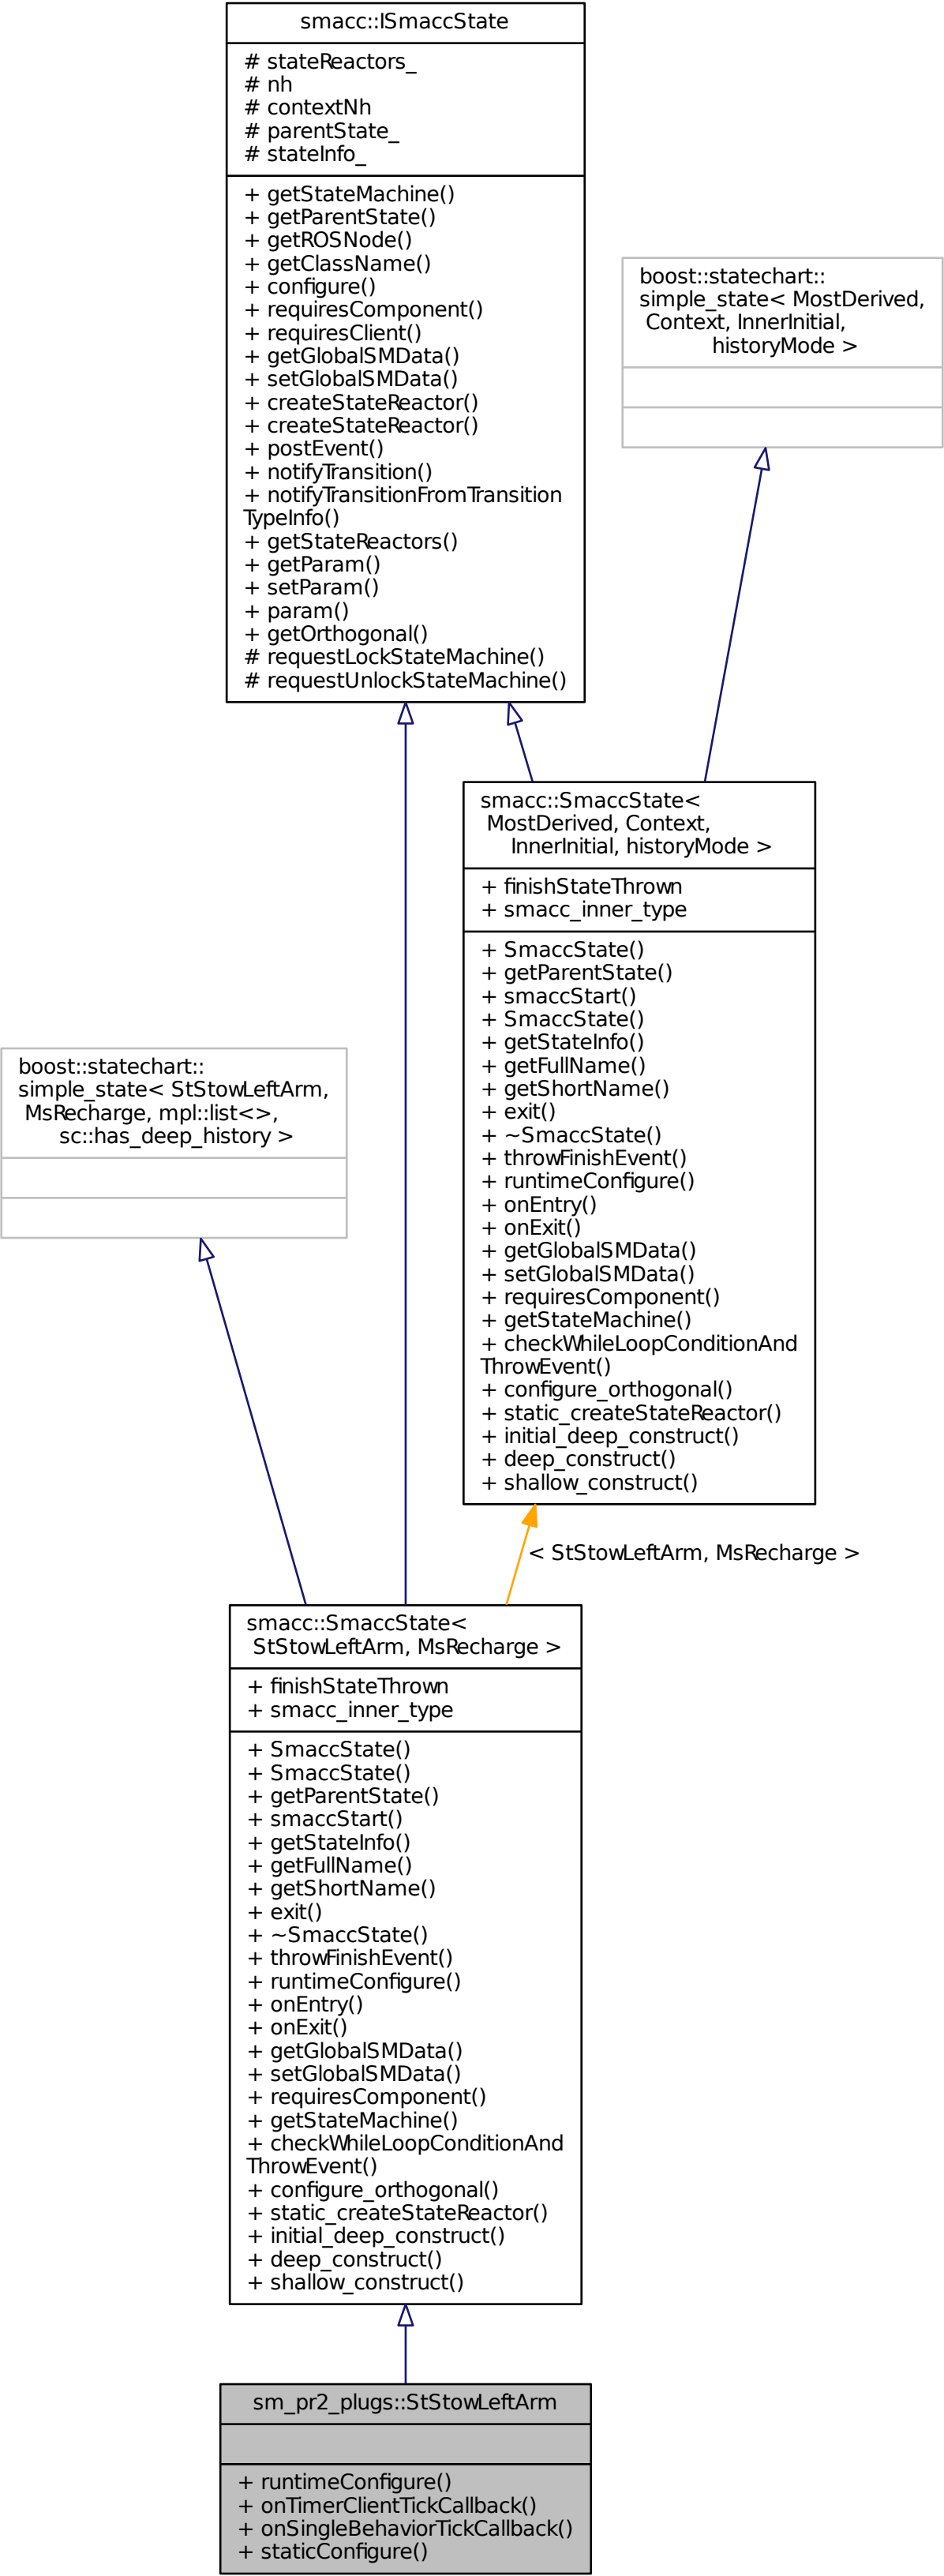 smacc::ISmaccState
# stateReactors_
# nh
# contextNh
# parentState_
# stateInfo_
+ getStateMachine()
+ getParentState()
+ getROSNode()
+ getClassName()
+ configure()
+ requiresComponent()
+ requiresClient()
+ getGlobalSMData()
+ setGlobalSMData()
+ createStateReactor()
+ createStateReactor()
+ postEvent()
+ notifyTransition()
+ notifyTransitionFromTransition
TypeInfo()
+ getStateReactors()
+ getParam()
+ setParam()
+ param()
+ getOrthogonal()
# requestLockStateMachine()
# requestUnlockStateMachine()
boost::statechart::
simple_state< MostDerived,
Context, InnerInitial,
historyMode >
smacc::SmaccState<
MostDerived, Context,
InnerInitial, historyMode >
+ finishStateThrown
+ smacc_inner_type
+ SmaccState()
+ getParentState()
+ smaccStart()
+ SmaccState()
+ getStateInfo()
+ getFullName()
+ getShortName()
+ exit()
+ ~SmaccState()
+ throwFinishEvent()
+ runtimeConfigure()
+ onEntry()
+ onExit()
+ getGlobalSMData()
+ setGlobalSMData()
+ requiresComponent()
+ getStateMachine()
+ checkWhileLoopConditionAnd
ThrowEvent()
+ configure_orthogonal()
+ static_createStateReactor()
+ initial_deep_construct()
+ deep_construct()
+ shallow_construct()
boost::statechart::
simple_state< StStowLeftArm,
MsRecharge, mpl::list<>,
sc::has_deep_history >
< StStowLeftArm, MsRecharge >
smacc::SmaccState<
StStowLeftArm, MsRecharge >
+ finishStateThrown
+ smacc_inner_type
+ SmaccState()
+ SmaccState()
+ getParentState()
+ smaccStart()
+ getStateInfo()
+ getFullName()
+ getShortName()
+ exit()
+ ~SmaccState()
+ throwFinishEvent()
+ runtimeConfigure()
+ onEntry()
+ onExit()
+ getGlobalSMData()
+ setGlobalSMData()
+ requiresComponent()
+ getStateMachine()
+ checkWhileLoopConditionAnd
ThrowEvent()
+ configure_orthogonal()
+ static_createStateReactor()
+ initial_deep_construct()
+ deep_construct()
+ shallow_construct()
sm_pr2_plugs::StStowLeftArm
+ runtimeConfigure()
+ onTimerClientTickCallback()
+ onSingleBehaviorTickCallback()
+ staticConfigure()